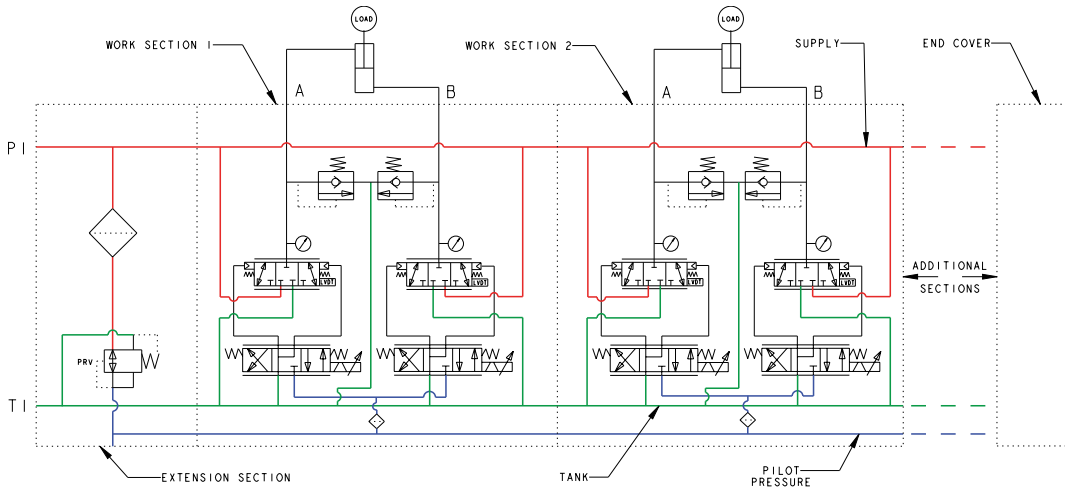 LOAD
LOAD
WORK SECTION 1
WORK SECTION 2
SUPPLY
END COVER
A
B
A
B
P1
LVDT
LVDT
LVDT
LVDT
ADDITIONAL
SECTIONS
PRV
T1
EXTENSION SECTION
TANK
PILOT
PRESSURE